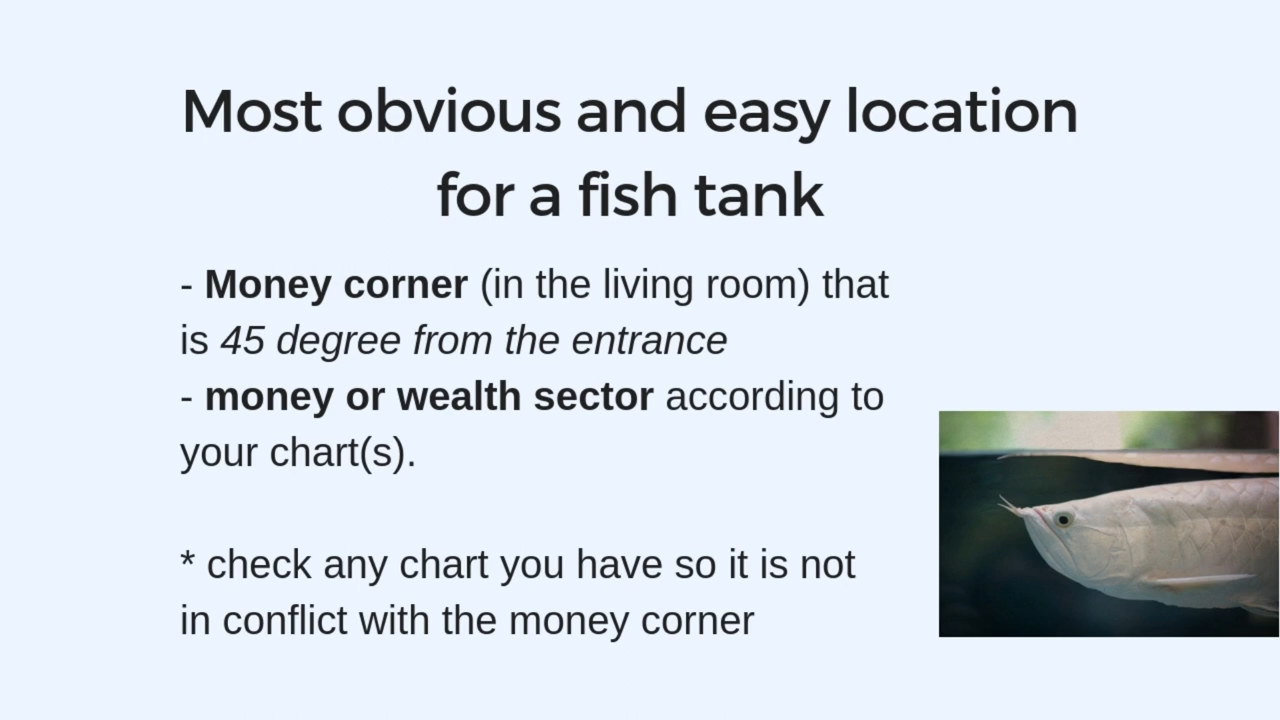 Most obvious and easy location
for a fish tank
- Money corner (in the living room) that
is 45 degree from the entrance
- money or wealth sector according to
your chart(s).
* check any chart you have so it is not
in conflict with the money corner